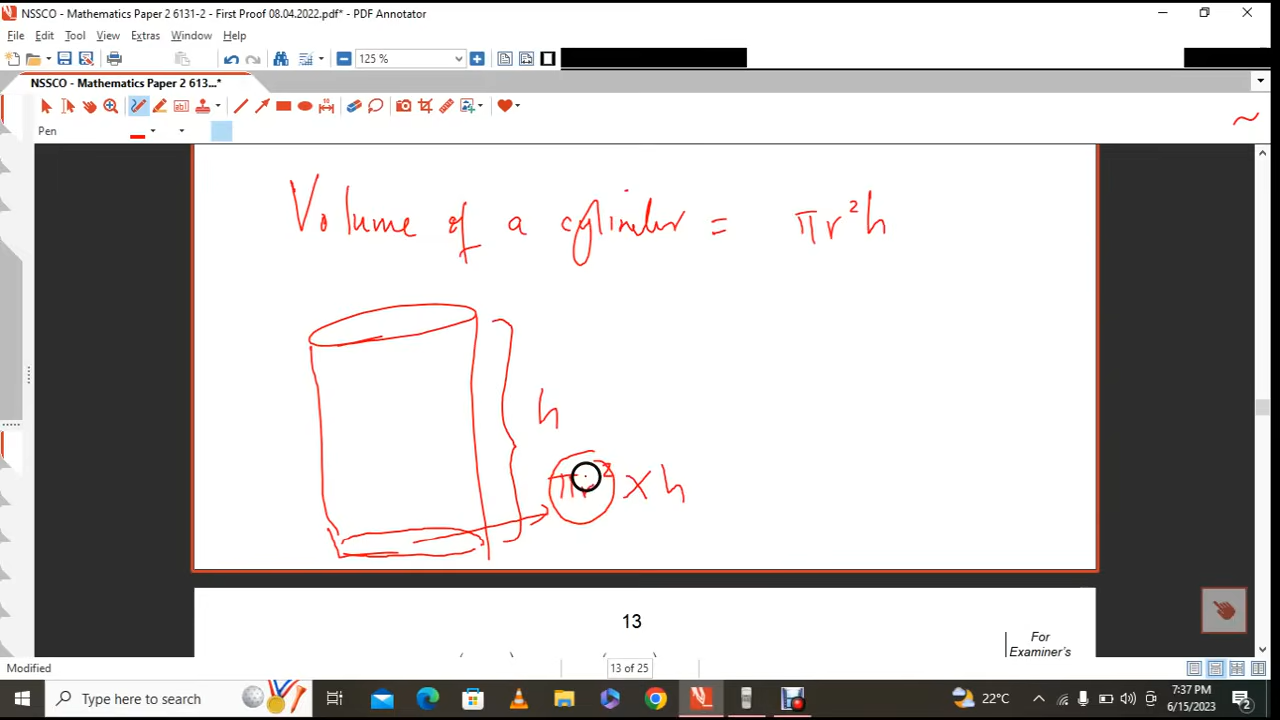 NSSCO - Mathematics Paper 2 6131-2 - First Proof 08.04.2022.pdf* - PDF Annotator
File Edit Tool View Extras Window Help
125 %
NSSCO - Mathematics Paper 2 613...*
Pen
Volume of a cylinder = πr²h
h
πr² × h
13
For
Examiner's
Modified
13 of 25
Type here to search
22°C
7:37 PM
6/15/2023
2